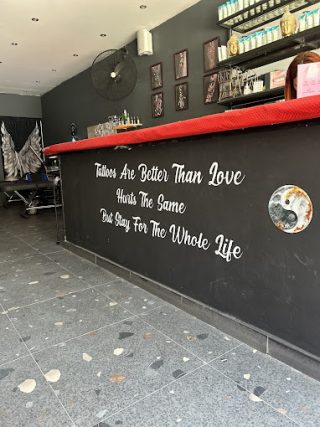 Tattoos Are Better Than Love
Hurts The Same
But Stay For The Whole Life